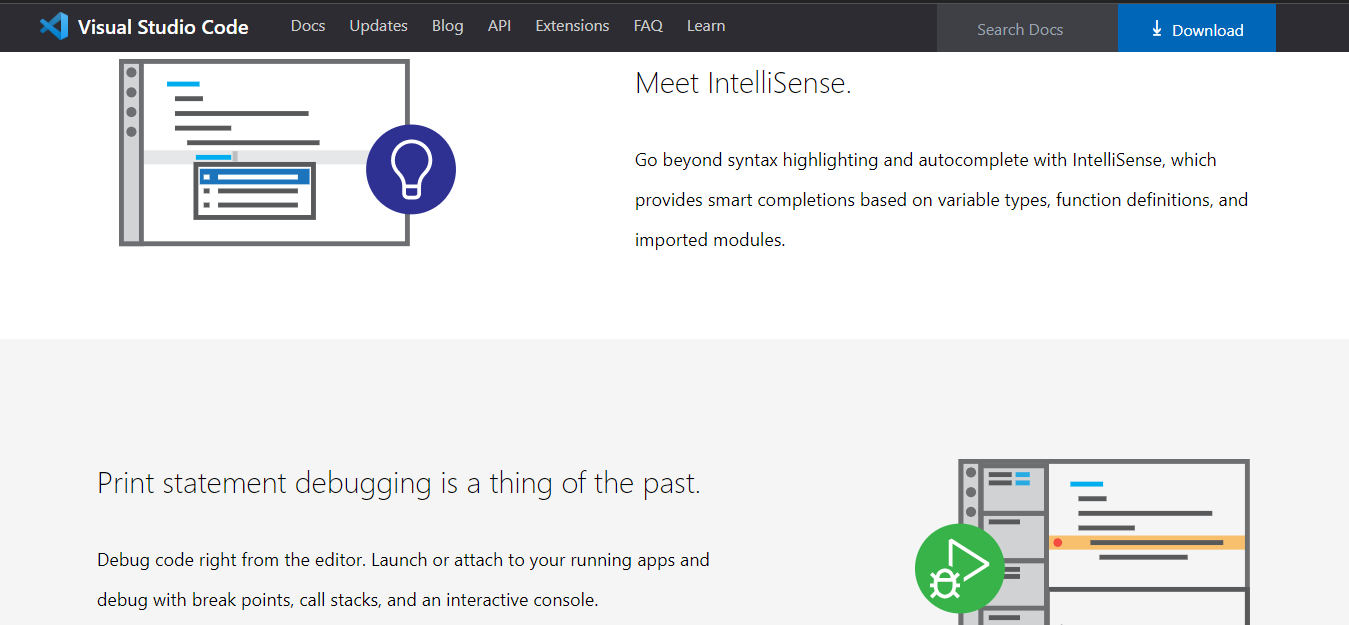 Visual Studio Code Docs Updates Blog API Extensions FAQ Learn Search Docs Download
Meet IntelliSense.
Go beyond syntax highlighting and autocomplete with IntelliSense, which
provides smart completions based on variable types, function definitions, and
imported modules.
Print statement debugging is a thing of the past.
Debug code right from the editor. Launch or attach to your running apps and
debug with break points, call stacks, and an interactive console.